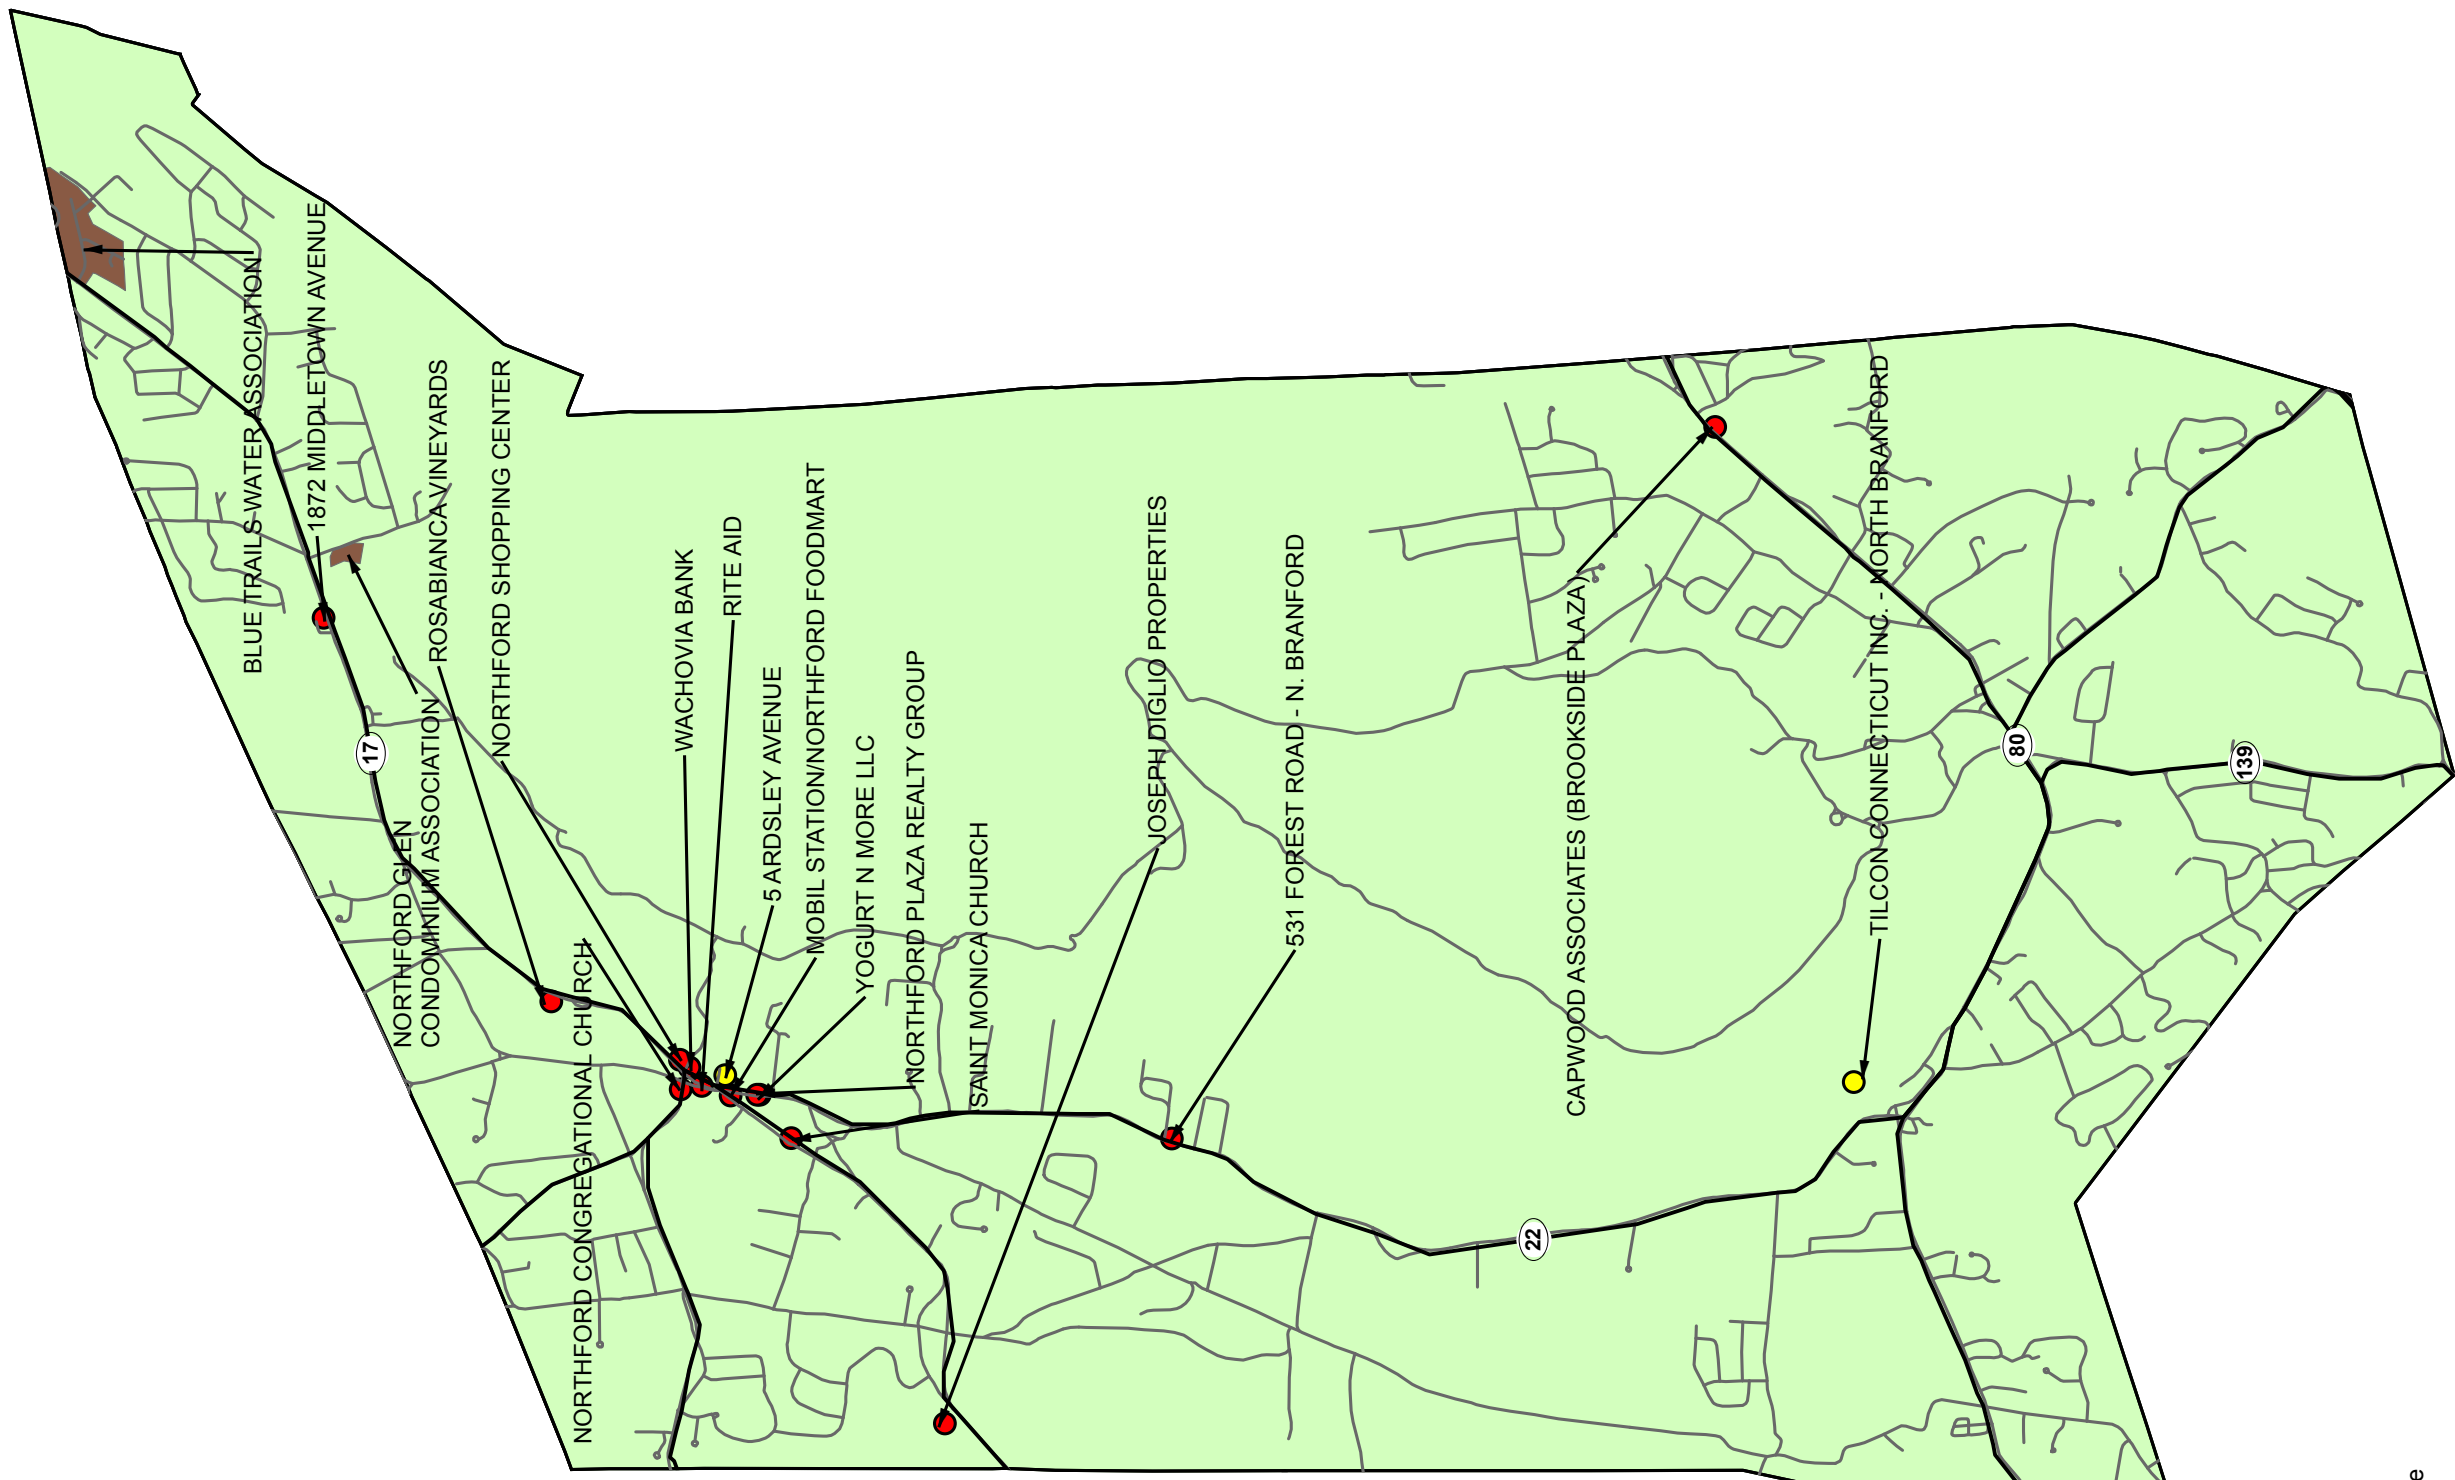 BLUE TRAILS WATER ASSOCIATION
1872 MIDDLETOWN AVENUE
17
NORTHFORD GLEN
CONDOMINIUM ASSOCIATION
ROSABIANCA VINEYARDS
NORTHFORD SHOPPING CENTER
NORTHFORD CONGREGATIONAL CHURCH
WACHOVIA BANK
RITE AID
5 ARDSLEY AVENUE
MOBIL STATION/NORTHFORD FOODMART
YOGURT N MORE LLC
NORTHFORD PLAZA REALTY GROUP
SAINT MONICA CHURCH
JOSEPH DIGLIO PROPERTIES
531 FOREST ROAD - N. BRANFORD
22
CAPWOOD ASSOCIATES (BROOKSIDE PLAZA)
TILCON CONNECTICUT INC. - NORTH BRANFORD
80
139
e